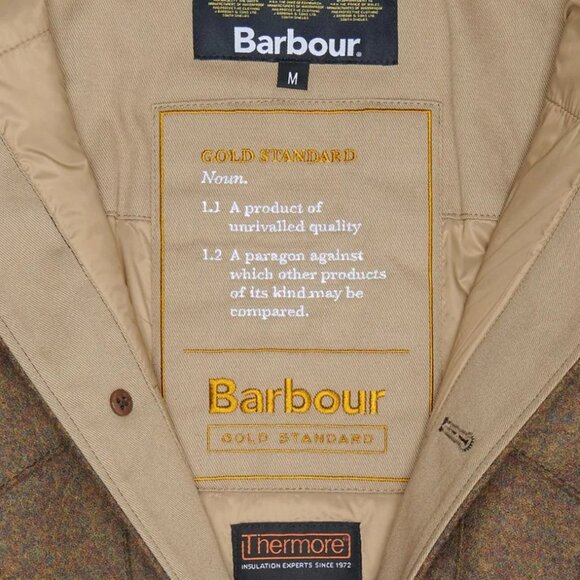 Barbour®
M
GOLD STANDARD
Noun.
1.1 A product of
unrivalled quality
1.2 A paragon against
which other products
of its kind may be
compared.
Barbour
GOLD STANDARD
Thermore®
INSULATION EXPERTS SINCE 1972